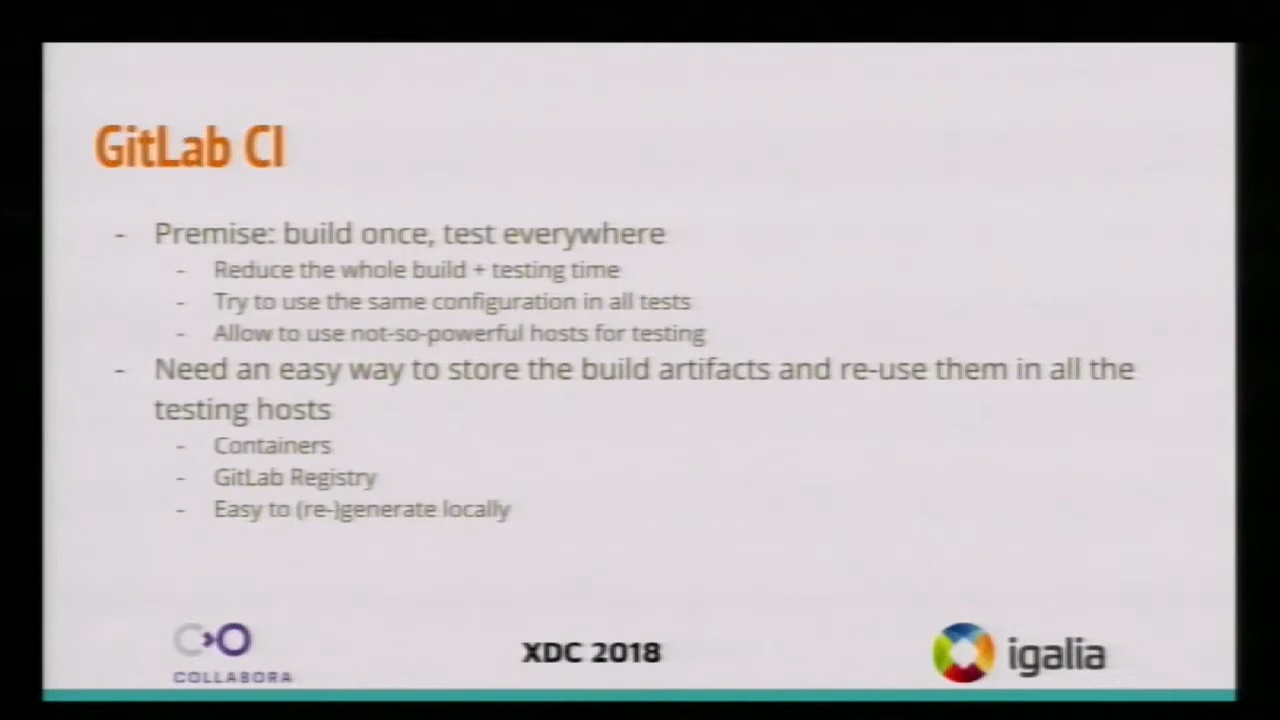 GitLab CI
- Premise: build once, test everywhere
- Reduce the whole build + testing time
- Try to use the same configuration in all tests
- Allow to use not-so-powerful hosts for testing
- Need an easy way to store the build artifacts and re-use them in all the
testing hosts
- Containers
- GitLab Registry
- Easy to (re-)generate locally
COLLABORA
XDC 2018
igalia